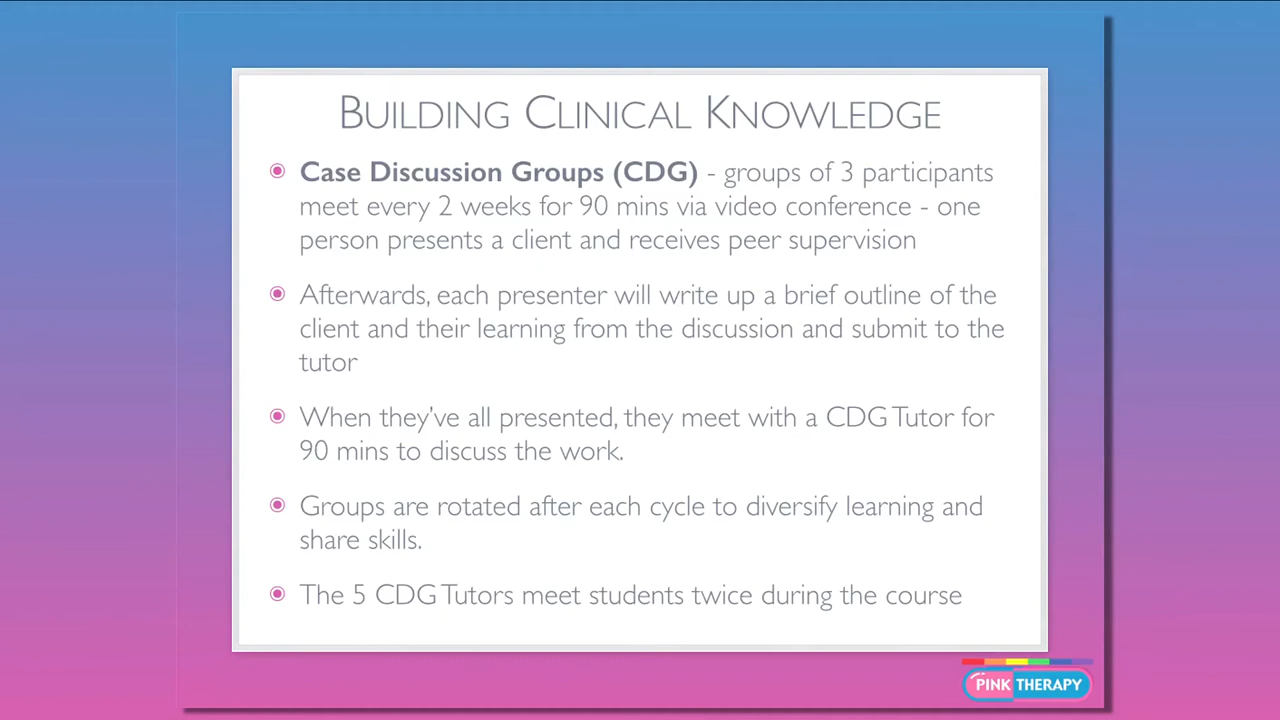 BUILDING CLINICAL KNOWLEDGE
Case Discussion Groups (CDG) - groups of 3 participants
meet every 2 weeks for 90 mins via video conference - one
person presents a client and receives peer supervision
Afterwards, each presenter will write up a brief outline of the
client and their learning from the discussion and submit to the
tutor
When they've all presented, they meet with a CDG Tutor for
90 mins to discuss the work.
Groups are rotated after each cycle to diversify learning and
share skills.
The 5 CDG Tutors meet students twice during the course
PINK THERAPY